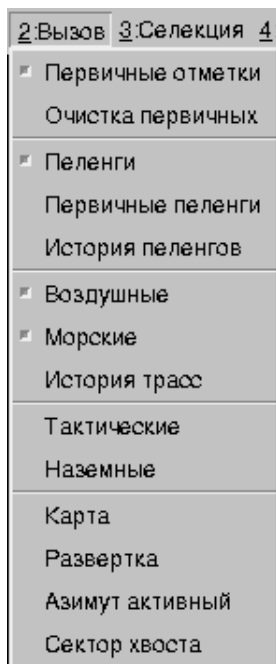 2:Вызов 3:Селекция 4
Первичные отметки
Очистка первичных
Пеленги
Первичные пеленги
История пеленгов
Воздушные
Морские
История трасс
Тактические
Наземные
Карта
Развертка
Азимут активный
Сектор хвоста